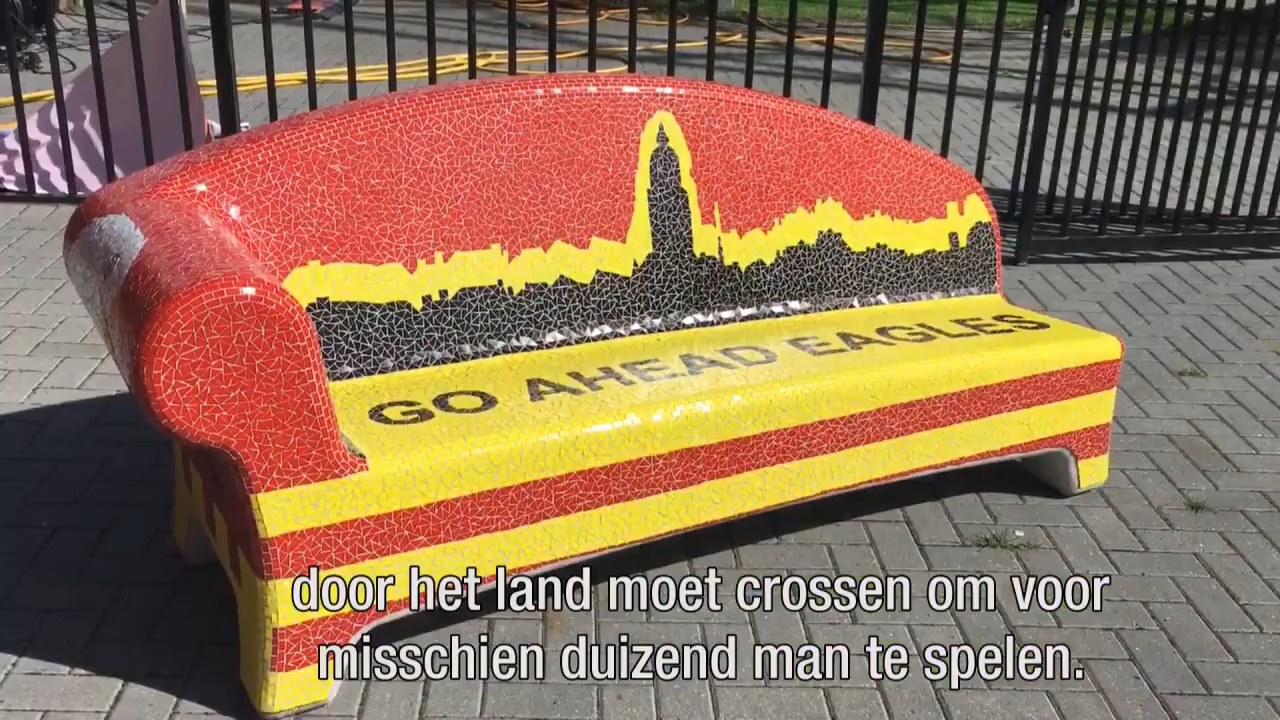 GO AHEAD EAGLES
door het land moet crossen om voor
misschien duizend man te spelen.